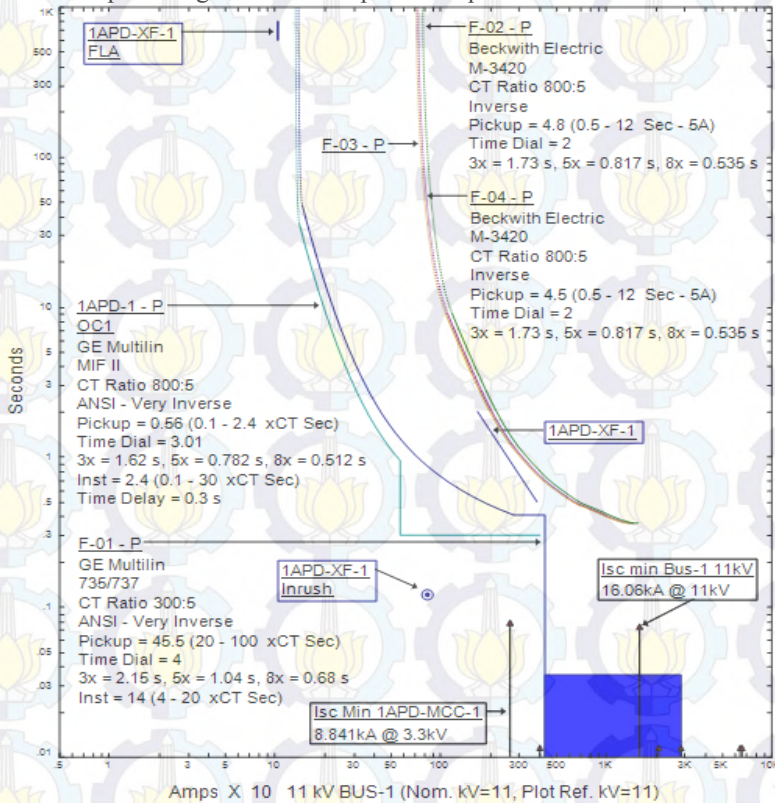 1K
500
300
100
50
30
10
5
3
1
.5
.3
.1
.05
.03
.01
Seconds
1APD-XF-1
FLA
F-02 - P
Beckwith Electric
M-3420
CT Ratio 800:5
Inverse
Pickup = 4.8 (0.5 - 12 Sec - 5A)
Time Dial = 2
3x = 1.73 s, 5x = 0.817 s, 8x = 0.535 s
F-03 - P
F-04 - P
Beckwith Electric
M-3420
CT Ratio 800:5
Inverse
Pickup = 4.5 (0.5 - 12 Sec - 5A)
Time Dial = 2
3x = 1.73 s, 5x = 0.817 s, 8x = 0.535 s
1APD-1 - P
OC1
GE Multilin
MIF II
CT Ratio 800:5
ANSI - Very Inverse
Pickup = 0.56 (0.1 - 2.4 xCT Sec)
Time Dial = 3.01
3x = 1.62 s, 5x = 0.782 s, 8x = 0.512 s
Inst = 2.4 (0.1 - 30 xCT Sec)
Time Delay = 0.3 s
1APD-XF-1
F-01 - P
GE Multilin
735/737
CT Ratio 300:5
ANSI - Very Inverse
Pickup = 45.5 (20 - 100 xCT Sec)
Time Dial = 4
3x = 2.15 s, 5x = 1.04 s, 8x = 0.68 s
Inst = 14 (4 - 20 xCT Sec)
1APD-XF-1
Inrush
Isc min Bus-1 11kV
16.06kA @ 11kV
Isc Min 1APD-MCC-1
8.841kA @ 3.3kV
.5 1 3 5 10 30 50 100 300 500 1K 3K 5K 10K
Amps X 10 11 kV BUS-1 (Nom. kV=11, Plot Ref. kV=11)